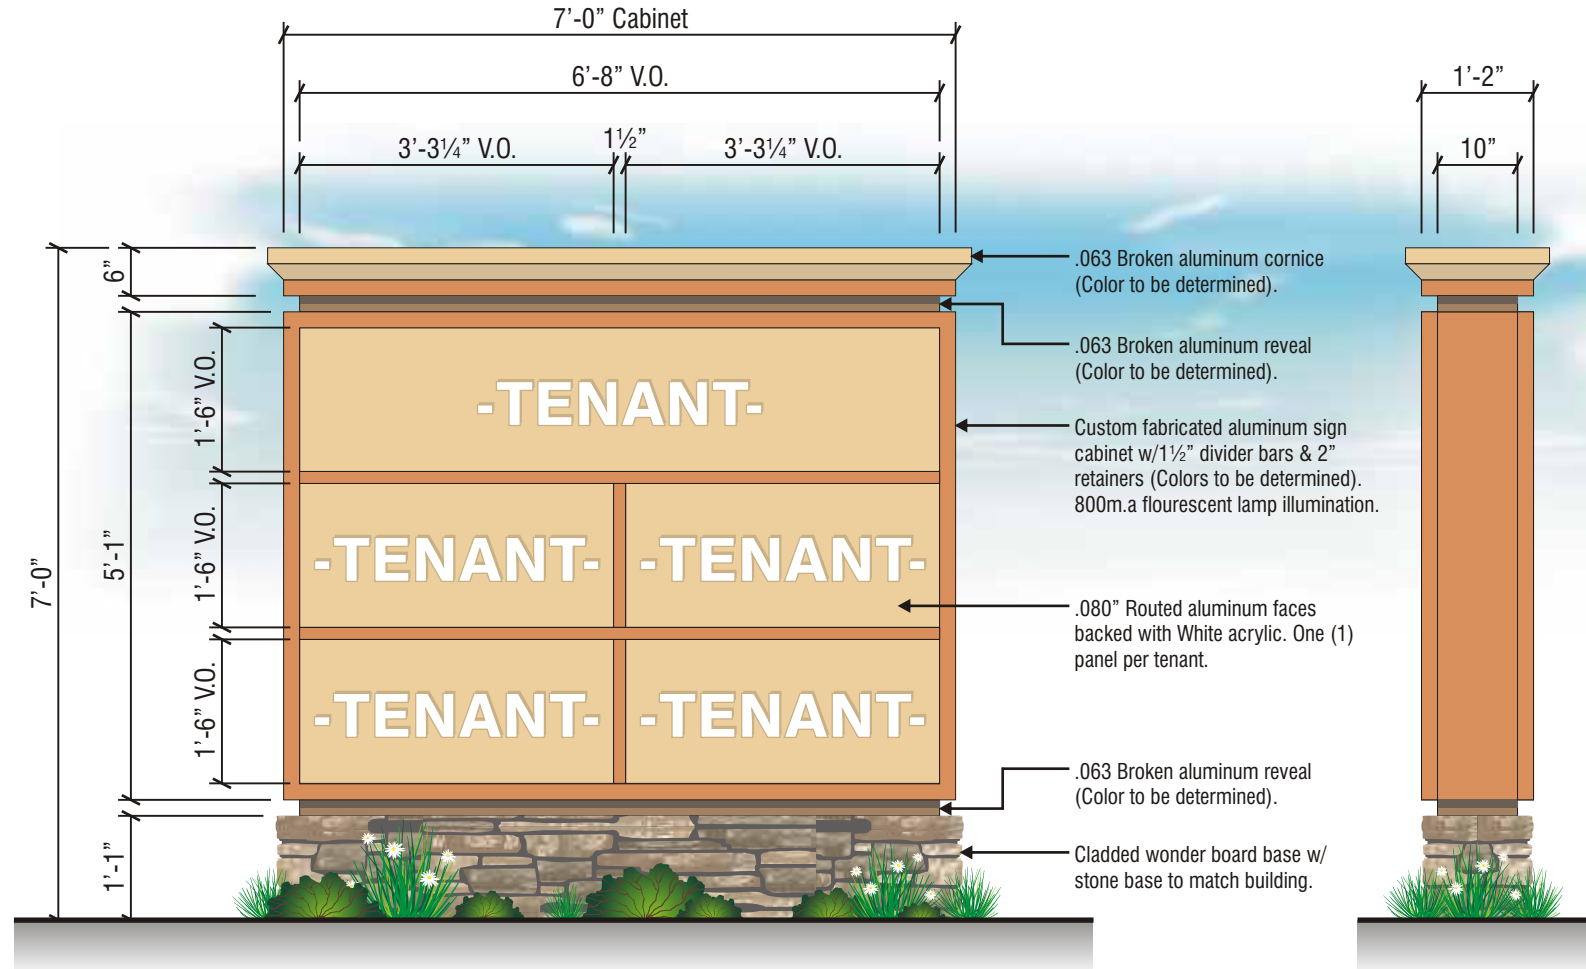 7'-0” Cabinet
6'-8” V.O.
1'-2”
3'-3¼” V.O.
1½”
3'-3¼” V.O.
10”
6”
.063 Broken aluminum cornice
(Color to be determined).
.063 Broken aluminum reveal
(Color to be determined).
1'-6” V.O.
-TENANT-
Custom fabricated aluminum sign
cabinet w/1½” divider bars & 2”
retainers (Colors to be determined).
800m.a flourescent lamp illumination.
7'-0”
5'-1”
1'-6” V.O.
-TENANT-
-TENANT-
.080” Routed aluminum faces
backed with White acrylic. One (1)
panel per tenant.
1'-6” V.O.
-TENANT-
-TENANT-
.063 Broken aluminum reveal
(Color to be determined).
1'-1”
Cladded wonder board base w/
stone base to match building.